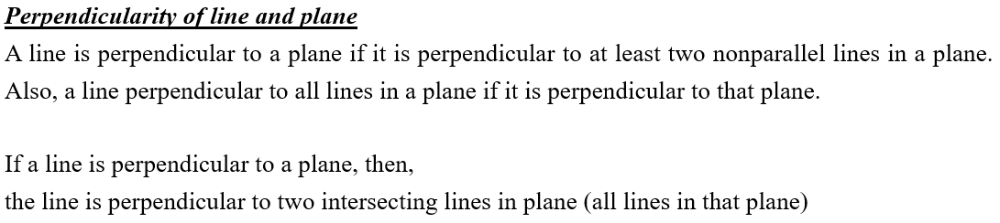 Perpendicularity of line and plane
A line is perpendicular to a plane if it is perpendicular to at least two nonparallel lines in a plane.
Also, a line perpendicular to all lines in a plane if it is perpendicular to that plane.
If a line is perpendicular to a plane, then,
the line is perpendicular to two intersecting lines in plane (all lines in that plane)